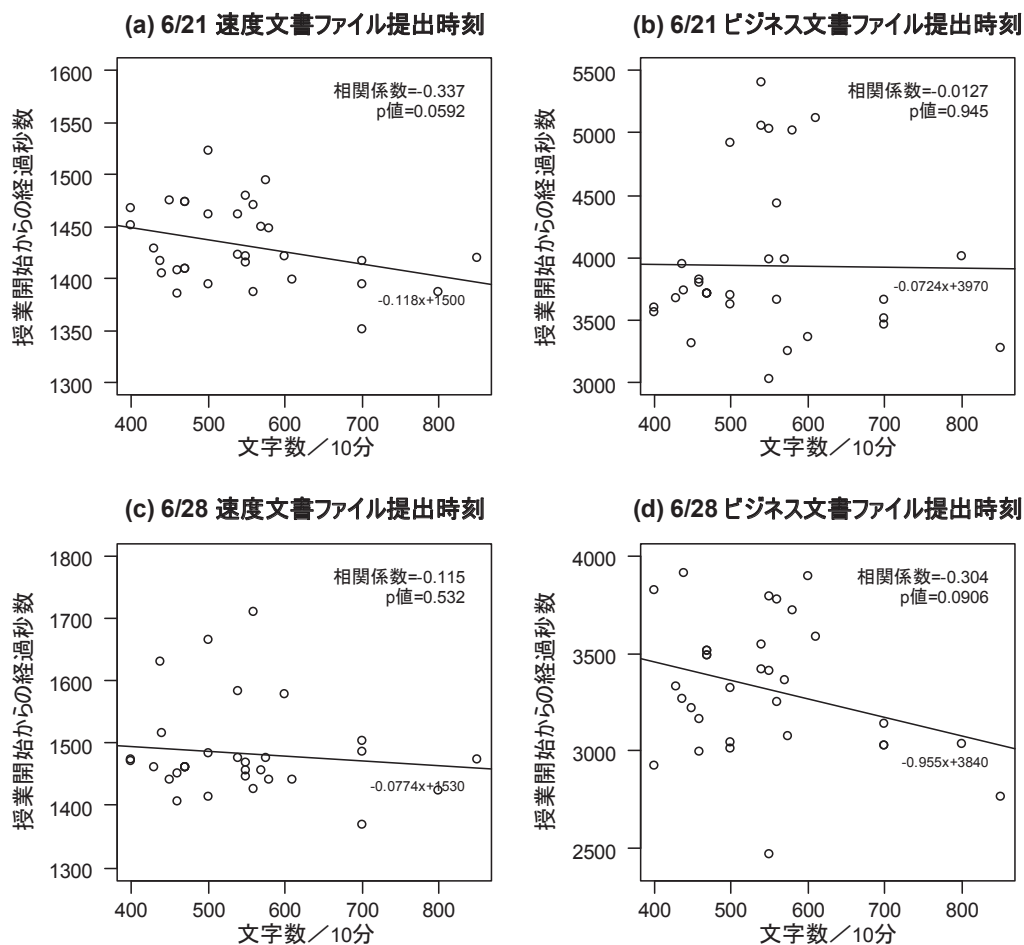 (a) 6/21 速度文書ファイル提出時刻
授業開始からの経過秒数
1600
1550
1500
1450
1400
1350
1300
相関係数=-0.337
p値=0.0592
-0.118x+1500
400 500 600 700 800
文字数／10分
(b) 6/21 ビジネス文書ファイル提出時刻
授業開始からの経過秒数
5500
5000
4500
4000
3500
3000
相関係数=-0.0127
p値=0.945
-0.0724x+3970
400 500 600 700 800
文字数／10分
(c) 6/28 速度文書ファイル提出時刻
授業開始からの経過秒数
1800
1700
1600
1500
1400
1300
相関係数=-0.115
p値=0.532
-0.0774x+1530
400 500 600 700 800
文字数／10分
(d) 6/28 ビジネス文書ファイル提出時刻
授業開始からの経過秒数
4000
3500
3000
2500
相関係数=-0.304
p値=0.0906
-0.955x+3840
400 500 600 700 800
文字数／10分